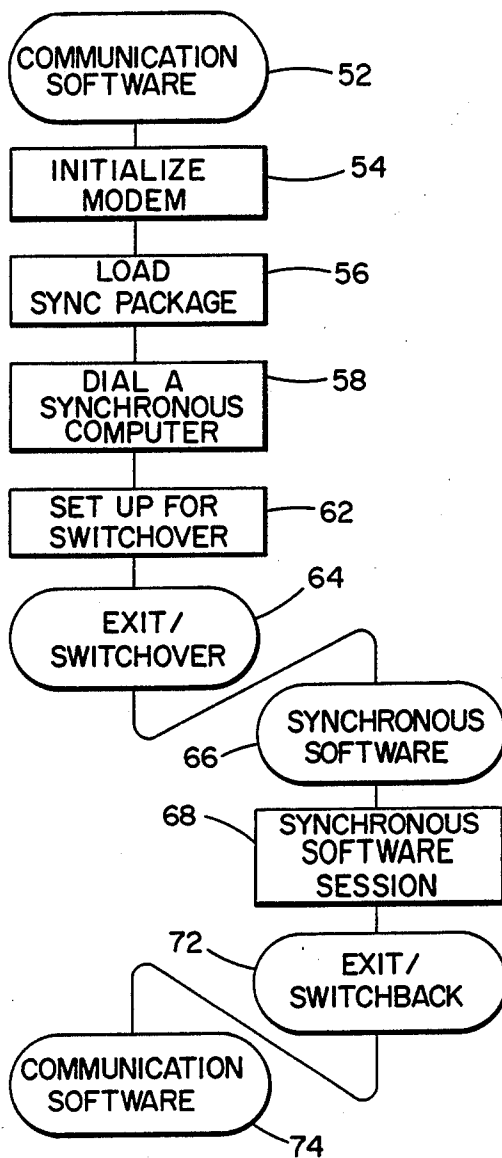 COMMUNICATION
SOFTWARE
52
INITIALIZE
MODEM
54
LOAD
SYNC PACKAGE
56
DIAL A
SYNCHRONOUS
COMPUTER
58
SET UP FOR
SWITCHOVER
62
EXIT/
SWITCHOVER
64
SYNCHRONOUS
SOFTWARE
66
SYNCHRONOUS
SOFTWARE
SESSION
68
EXIT/
SWITCHBACK
72
COMMUNICATION
SOFTWARE
74